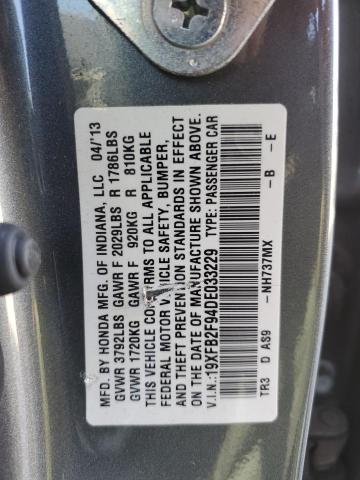 MFD. BY HONDA MFG. OF INDIANA, LLC 04/'13
GVWR 3792LBS GAWR F 2029LBS R 1786LBS
GVWR 1720KG GAWR F 920KG R 810KG
THIS VEHICLE CONFORMS TO ALL APPLICABLE
FEDERAL MOTOR VEHICLE SAFETY, BUMPER,
AND THEFT PREVENTION STANDARDS IN EFFECT
ON THE DATE OF MANUFACTURE SHOWN ABOVE.
V.I.N.:19XFB2F94DE033229 TYPE: PASSENGER CAR
NH737MX - B - E
TR3 D AS9